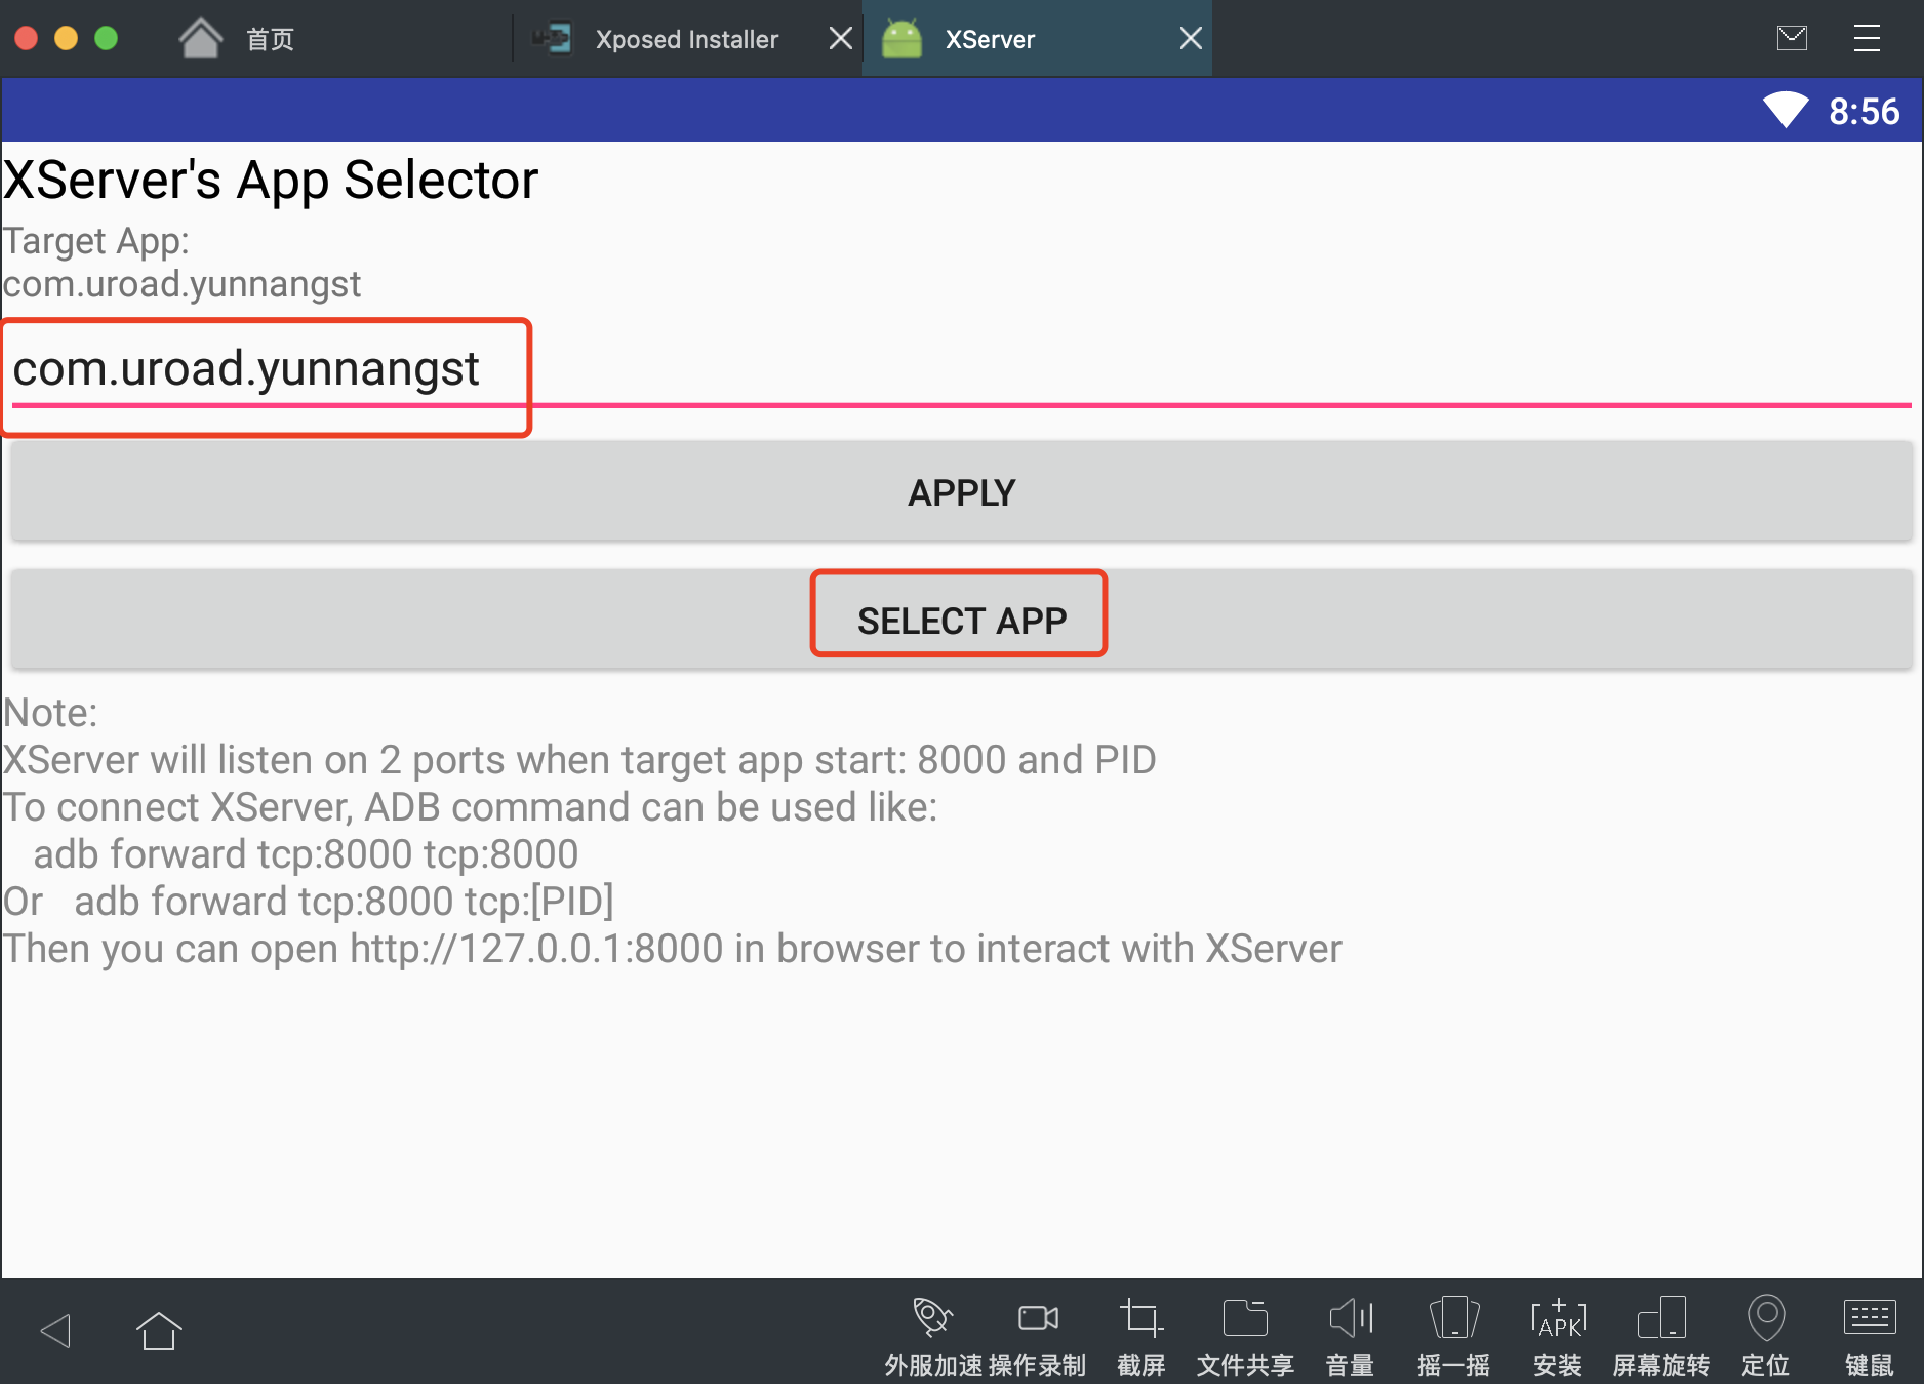 首页
Xposed Installer
XServer
8:56
XServer's App Selector
Target App:
com.uroad.yunnangst
com.uroad.yunnangst
APPLY
SELECT APP
Note:
XServer will listen on 2 ports when target app start: 8000 and PID
To connect XServer, ADB command can be used like:
adb forward tcp:8000 tcp:8000
Or   adb forward tcp:8000 tcp:[PID]
Then you can open http://127.0.0.1:8000 in browser to interact with XServer
APK
外服加速 操作录制 截屏 文件共享 音量 摇一摇 安装 屏幕旋转 定位 键鼠